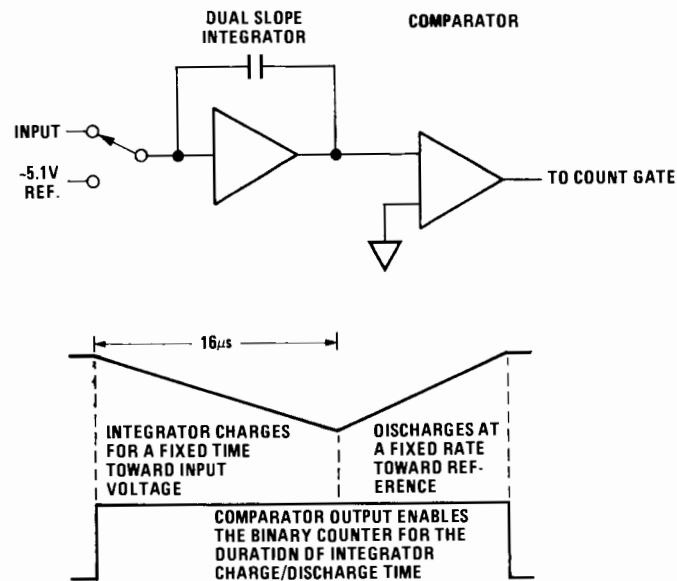 DUAL SLOPE
INTEGRATOR
COMPARATOR
INPUT
~5.1V
REF.
TO COUNT GATE
16μs
INTEGRATOR CHARGES
FOR A FIXED TIME
TOWARD INPUT
VOLTAGE
OISCHARGES AT
A FIXED RATE
TOWARD REF-
ERENCE
COMPARATOR OUTPUT ENABLES
THE BINARY COUNTER FOR THE
DURATION OF INTEGRATOR
CHARGE/DISCHARGE TIME